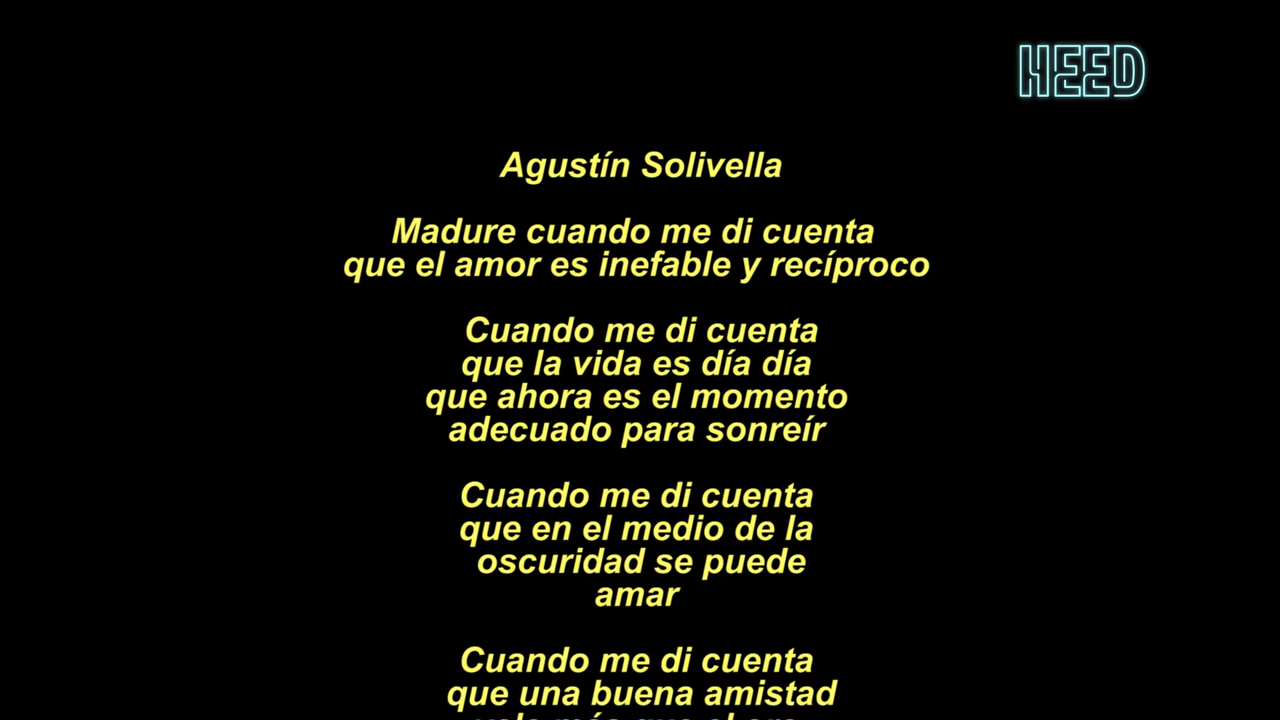 HEED
Agustín Solivella
Madure cuando me di cuenta
que el amor es inefable y recíproco
Cuando me di cuenta
que la vida es día día
que ahora es el momento
adecuado para sonreír
Cuando me di cuenta
que en el medio de la
oscuridad se puede
amar
Cuando me di cuenta
que una buena amistad